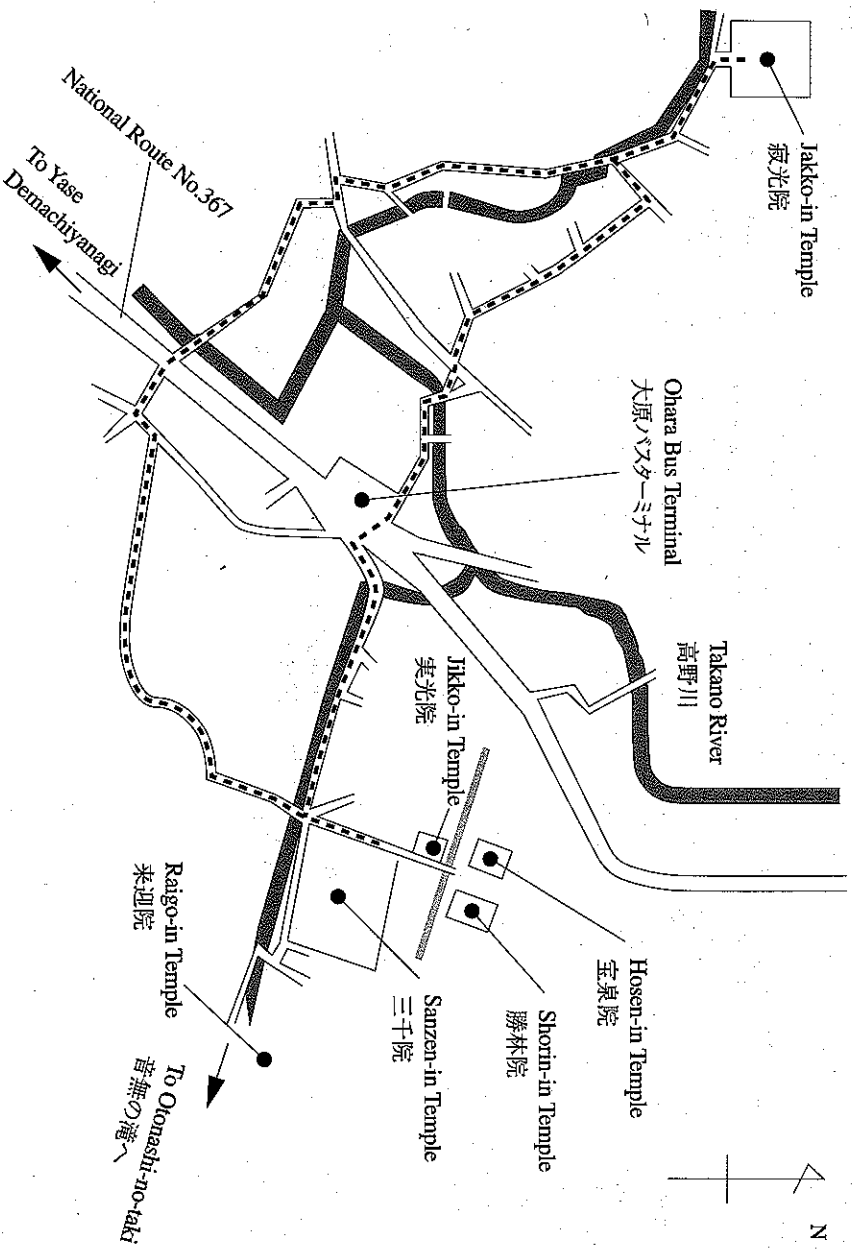 Jakko-in Temple
寂光院
National Route No.367
To Yase
Demachiyanagi
Ohara Bus Terminal
大原バスターミナル
Takano River
高野川
Jikko-in Temple
実光院
Hosen-in Temple
宝泉院
Shorin-in Temple
勝林院
Sanzen-in Temple
三千院
Raigo-in Temple
来迎院
To Otonashi-no-taki
音無の滝へ
N